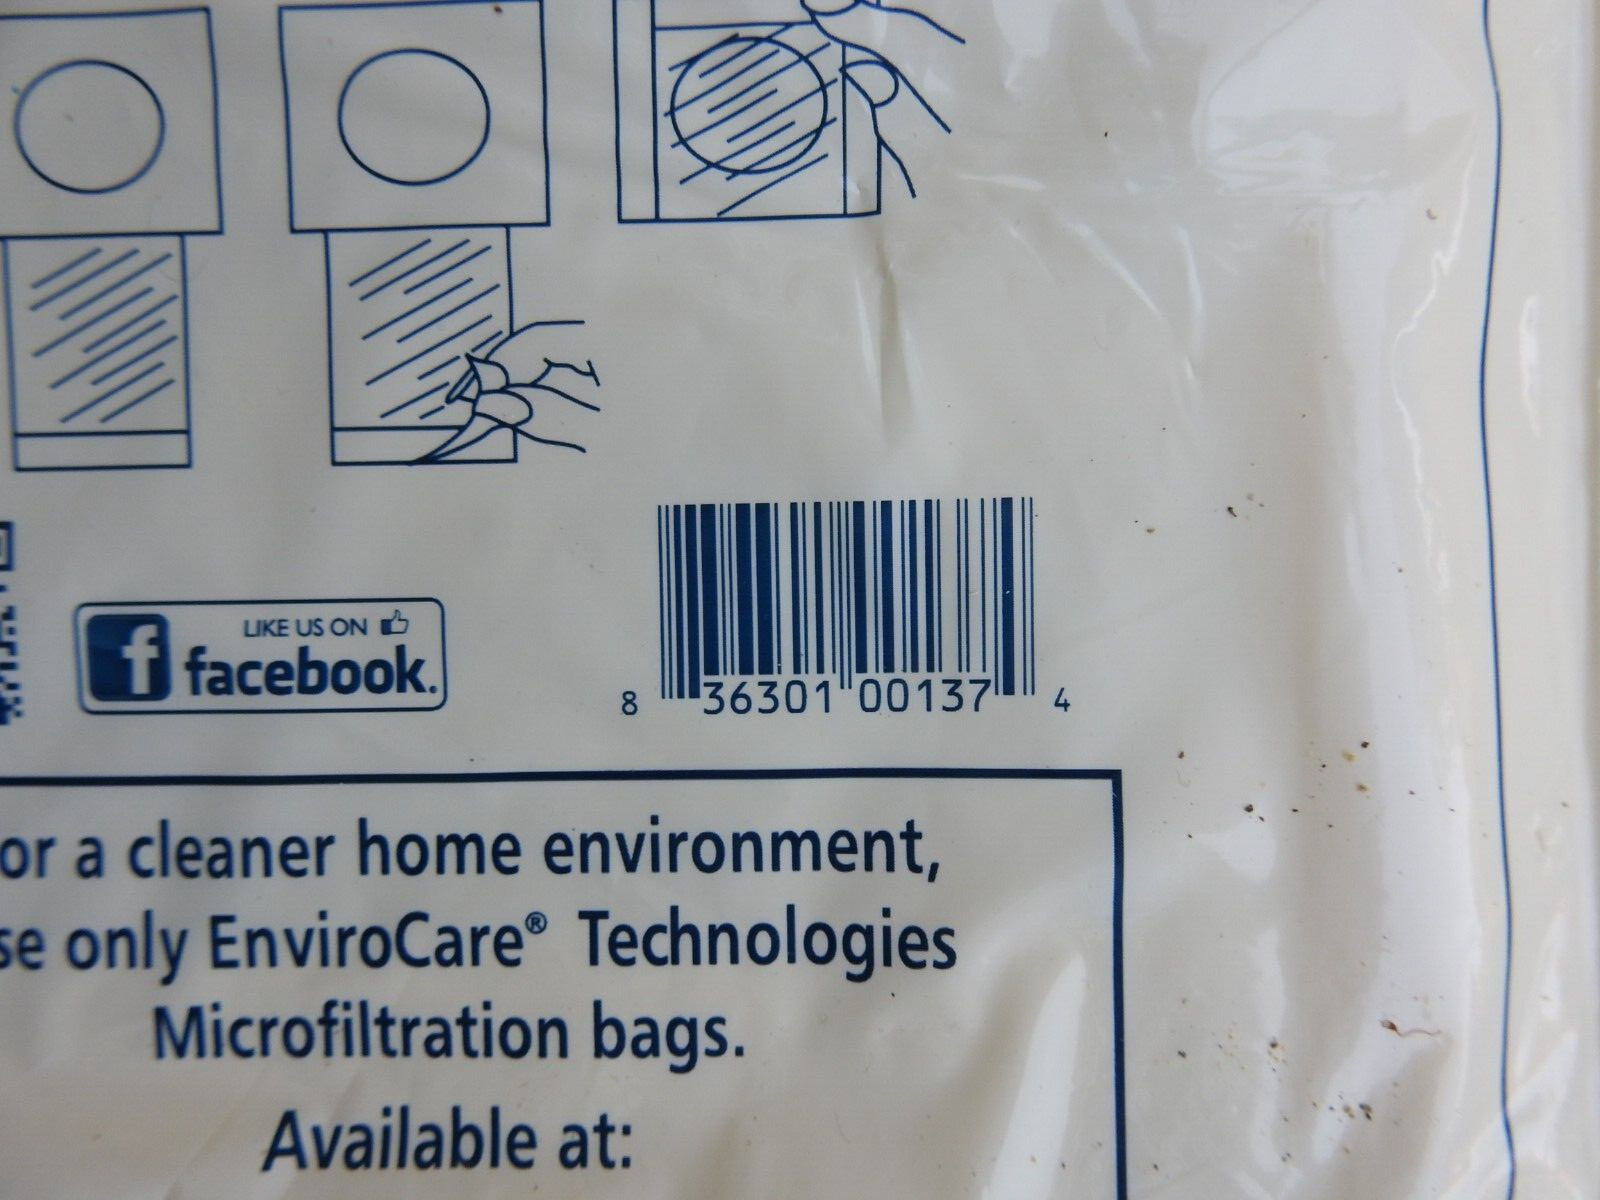 LIKE US ON
facebook.
8 36301 00137 4
or a cleaner home environment,
se only EnviroCare® Technologies
Microfiltration bags.
Available at: